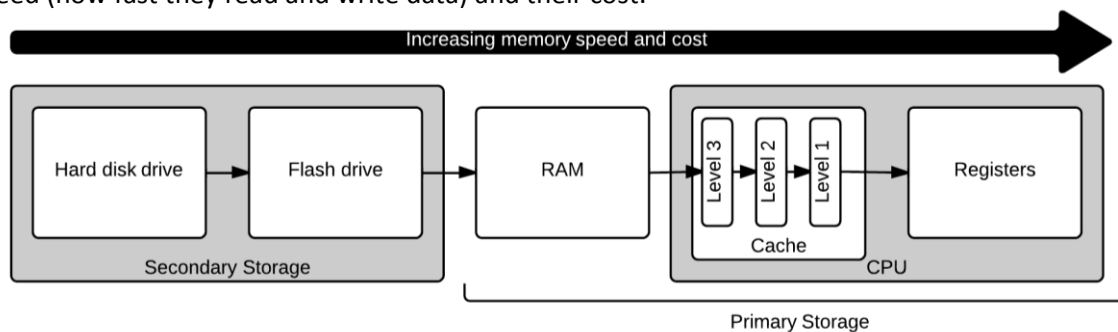 eed (how fast they read and write data) and their cost.
Increasing memory speed and cost
Hard disk drive
Flash drive
RAM
Level 3
Level 2
Level 1
Registers
Cache
Secondary Storage
CPU
Primary Storage